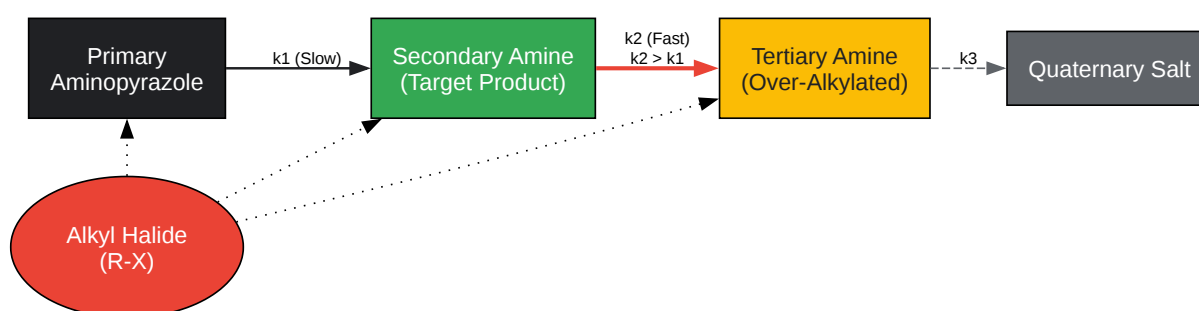 Primary
Aminopyrazole
k1 (Slow)
Secondary Amine
(Target Product)
k2 (Fast)
k2 > k1
Tertiary Amine
(Over-Alkylated)
k3
Quaternary Salt
Alkyl Halide
(R-X)